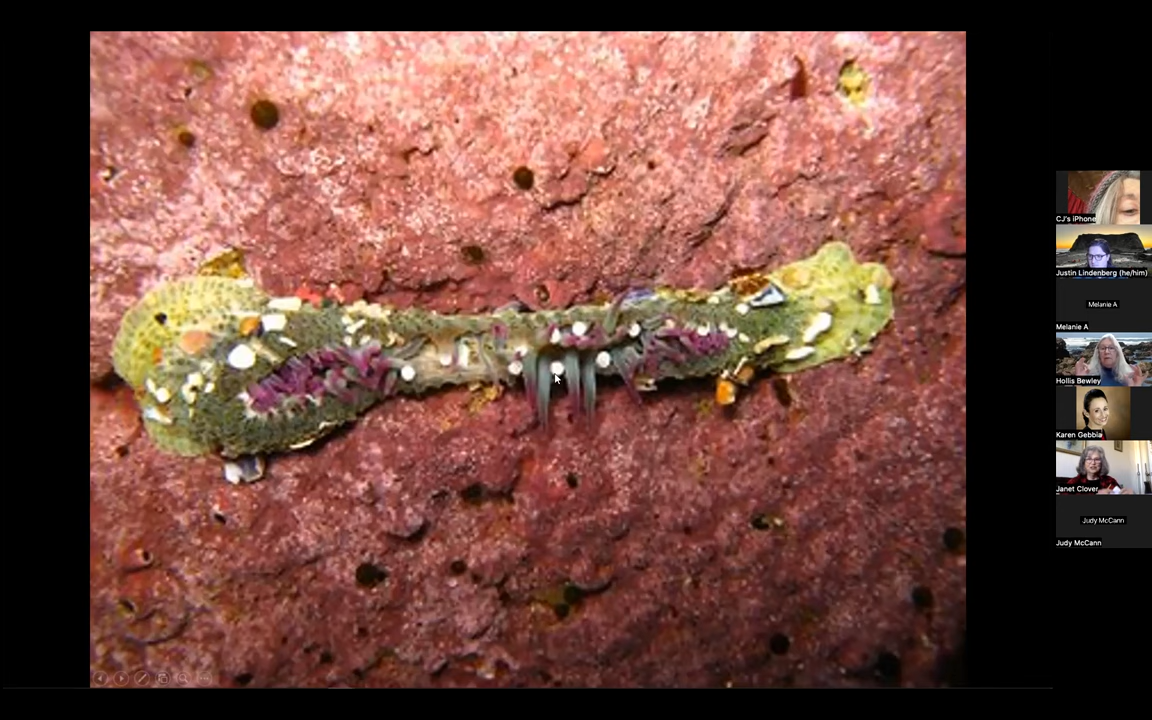 CJ's iPhone
Justin Lindenberg (he/him)
Melanie A
Melanie A
Hollis Bewley
Karen Gebbia
Janet Clover
Judy McCann
Judy McCann